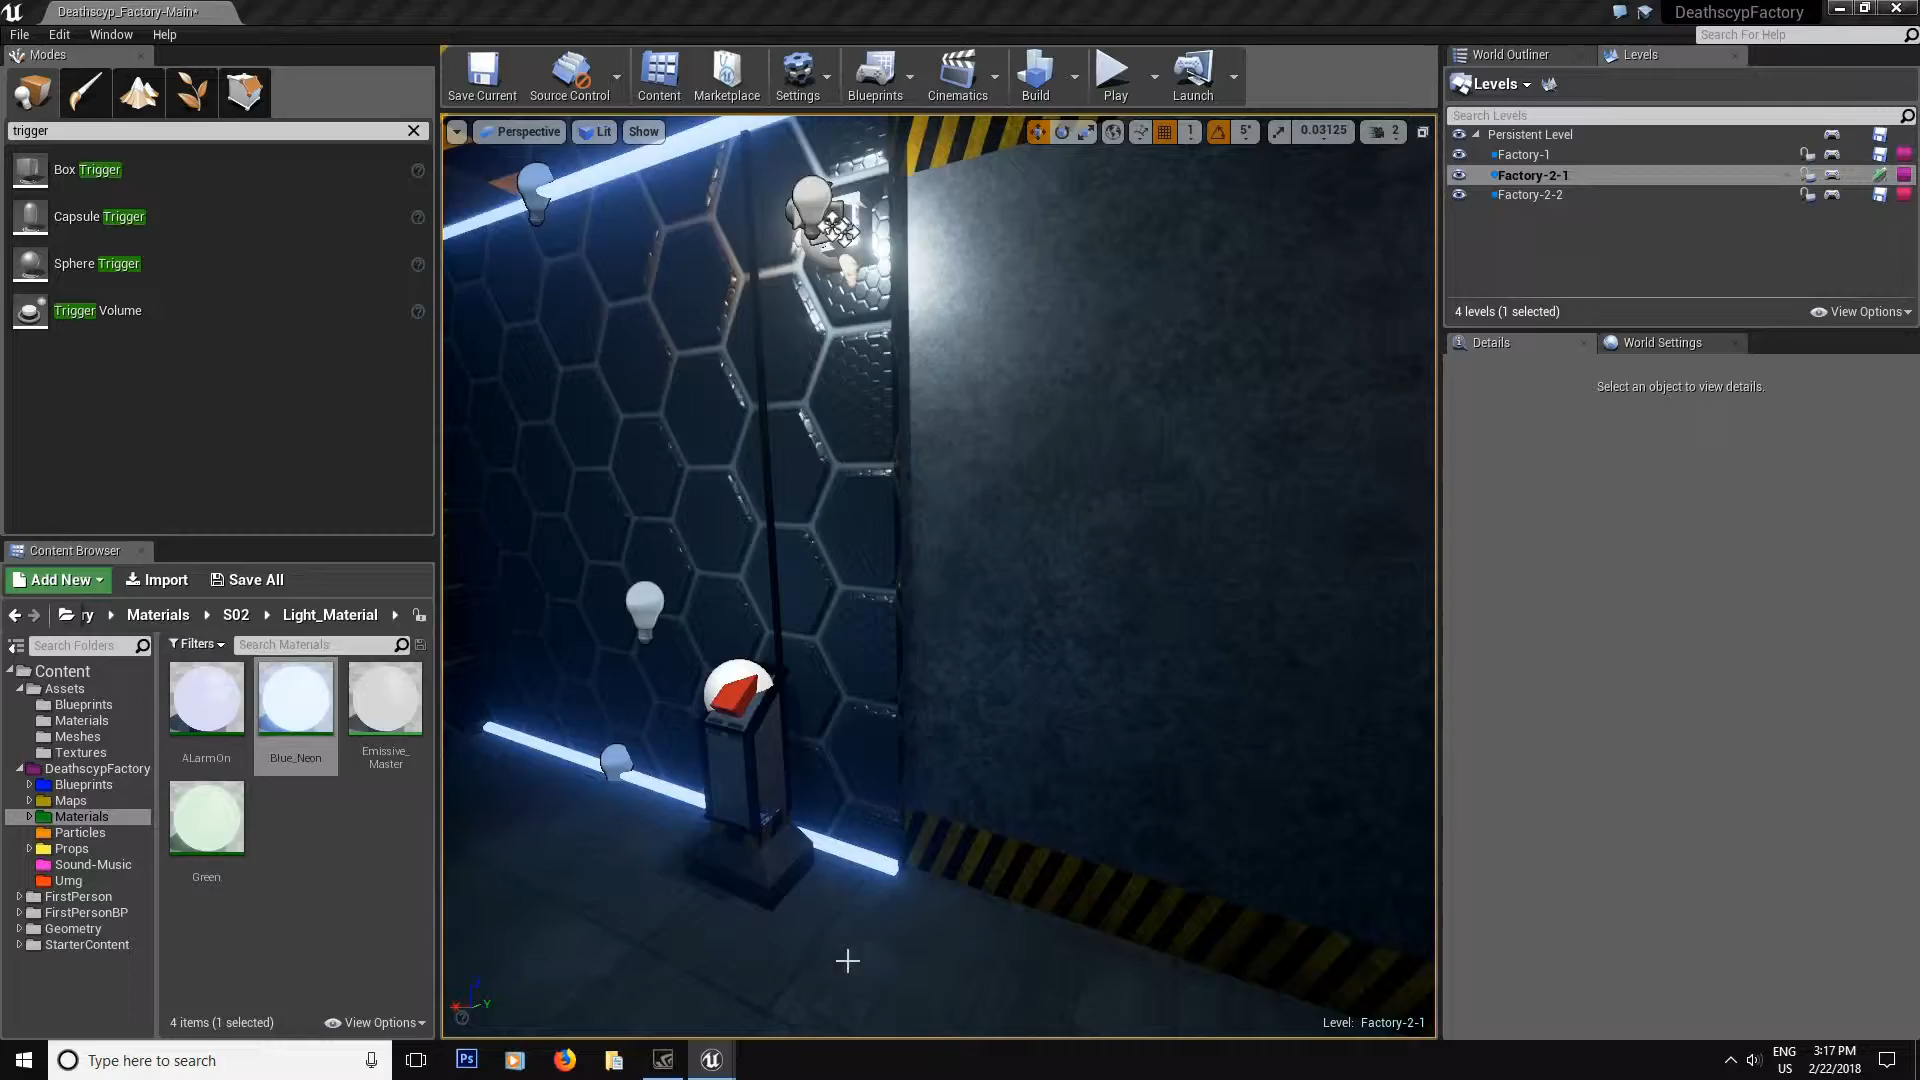 Deathscyp_Factory-Main*
DeathscypFactory
File Edit Window Help
Search For Help
Modes
trigger
Box Trigger
Capsule Trigger
Sphere Trigger
Trigger Volume
Save Current
Source Control
Content
Marketplace
Settings
Blueprints
Cinematics
Build
Play
Launch
Perspective
Lit
Show
1
5°
0.03125
2
Level: Factory-2-1
World Outliner
Levels
Levels
Search Levels
Persistent Level
Factory-1
Factory-2-1
Factory-2-2
4 levels (1 selected)
View Options
Details
World Settings
Select an object to view details.
Content Browser
Add New
Import
Save All
ry Materials S02 Light_Material
Search Folders
Filters
Search Materials
Content
Assets
Blueprints
Materials
Meshes
Textures
DeathscypFactory
Blueprints
Maps
Materials
Particles
Props
Sound-Music
Umg
FirstPerson
FirstPersonBP
Geometry
StarterContent
ALarmOn
Blue_Neon
Emissive_
Master
Green
4 items (1 selected)
View Options
X
Y
Type here to search
Ps
ENG
US
3:17 PM
2/22/2018